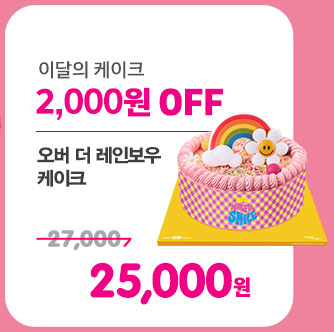 이달의 케이크
2,000원 OFF
오버 더 레인보우
케이크
27,000
25,000원
SMILE